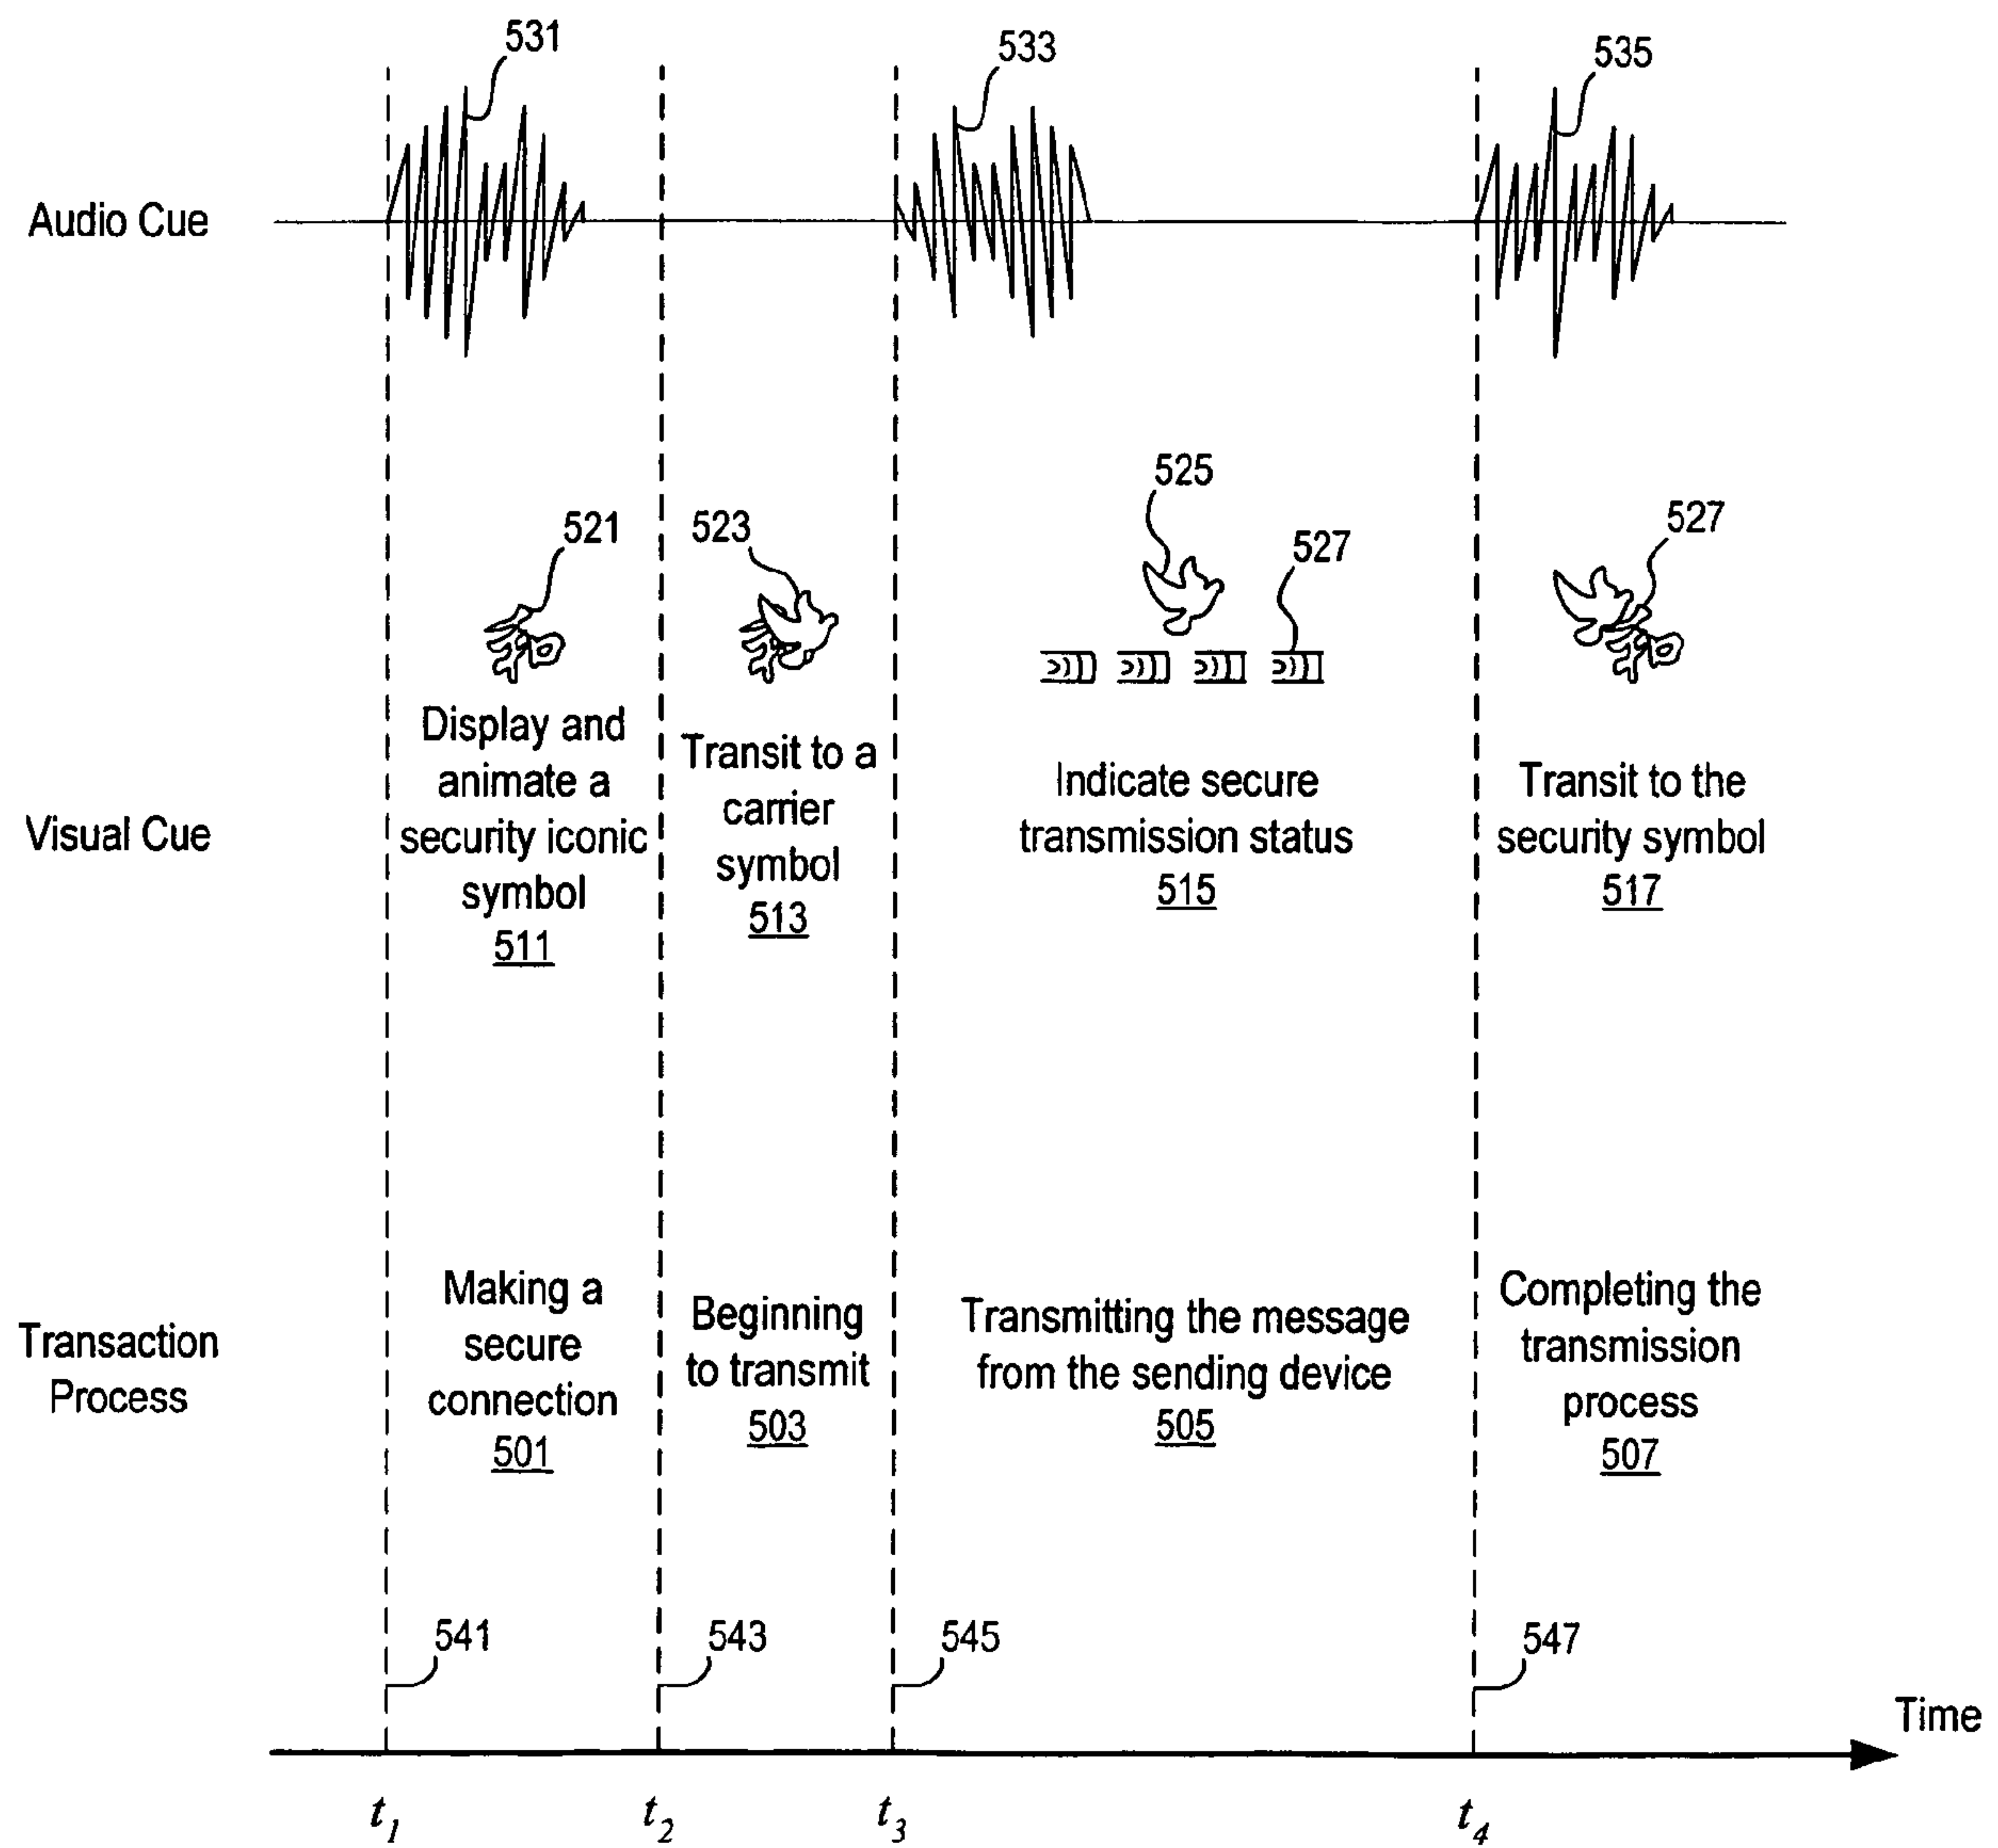 531
533
535
Audio Cue
525
521
523
527
527
Display and
animate a
security iconic
symbol
511
Transit to a
carrier
symbol
513
Indicate secure
transmission status
515
Transit to the
security symbol
517
Visual Cue
Making a
secure
connection
501
Beginning
to transmit
503
Transmitting the message
from the sending device
505
Completing the
transmission
process
507
Transaction
Process
541
543
545
547
Time
t1
t2
t3
t4